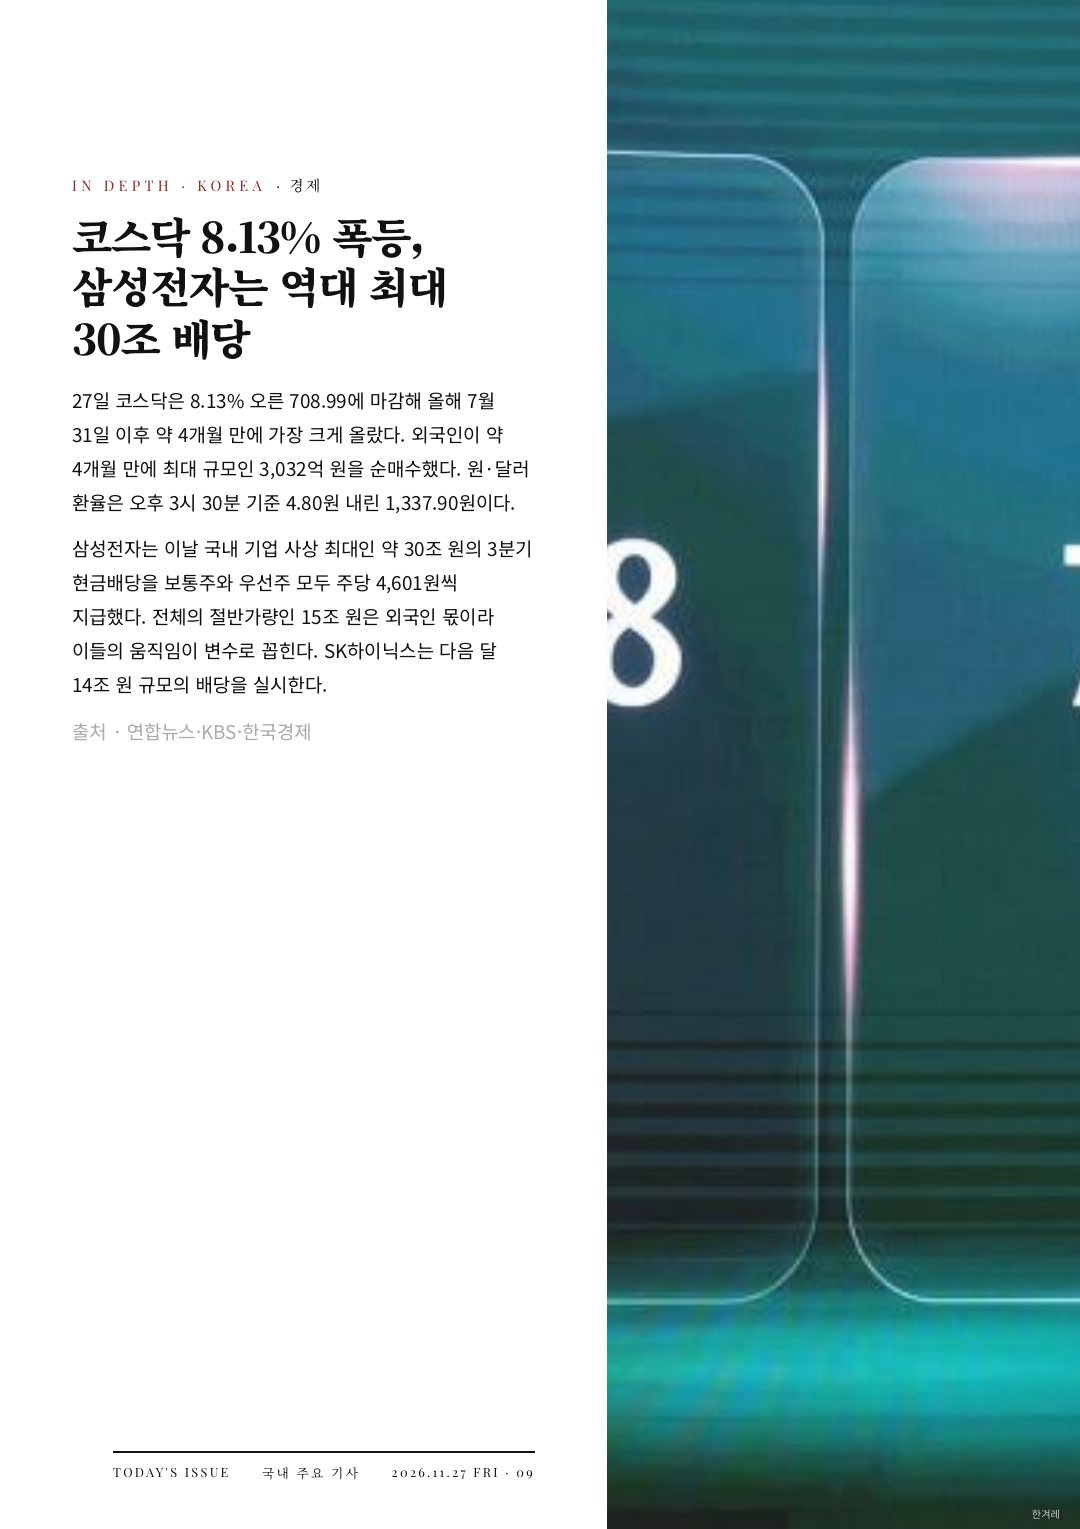 IN DEPTH · KOREA · 경제
코스닥 8.13% 폭등,
삼성전자는 역대 최대
30조 배당
27일 코스닥은 8.13% 오른 708.99에 마감해 올해 7월
31일 이후 약 4개월 만에 가장 크게 올랐다. 외국인이 약
4개월 만에 최대 규모인 3,032억 원을 순매수했다. 원·달러
환율은 오후 3시 30분 기준 4.80원 내린 1,337.90원이다.
삼성전자는 이날 국내 기업 사상 최대인 약 30조 원의 3분기
현금배당을 보통주와 우선주 모두 주당 4,601원씩
지급했다. 전체의 절반가량인 15조 원은 외국인 몫이라
이들의 움직임이 변수로 꼽힌다. SK하이닉스는 다음 달
14조 원 규모의 배당을 실시한다.
출처 · 연합뉴스·KBS·한국경제
8
TODAY'S ISSUE 국내 주요 기사 2026.11.27 FRI · 09
한겨레